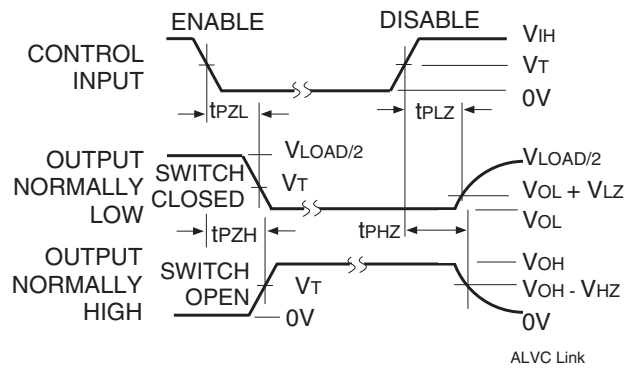 ENABLE
DISABLE
CONTROL
INPUT
VIH
VT
0V
tPZL
tPLZ
VLOAD/2
OUTPUT
NORMALLY
LOW
SWITCH
CLOSED
VT
VLOAD/2
VOL + VLZ
VOL
tPZH
tPHZ
OUTPUT
NORMALLY
HIGH
SWITCH
OPEN
VT
0V
VOH
VOH - VHZ
0V
ALVC Link